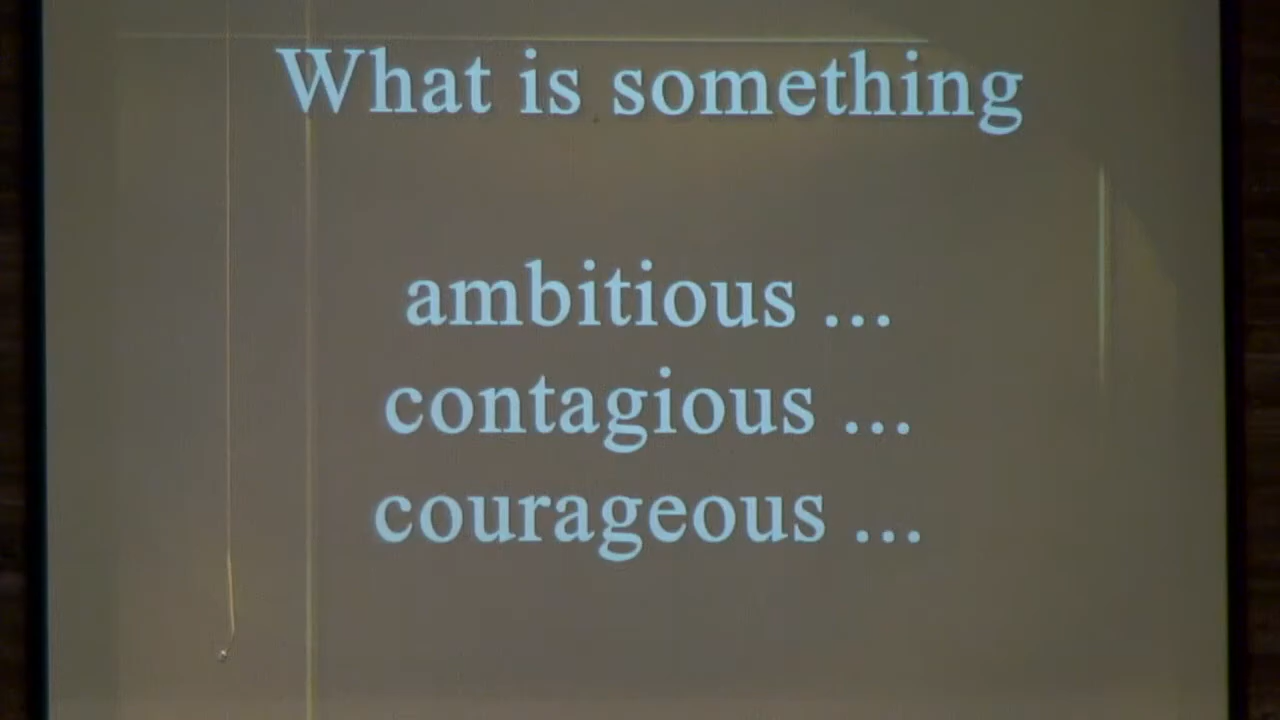 What is something
ambitious ...
contagious ...
courageous ...